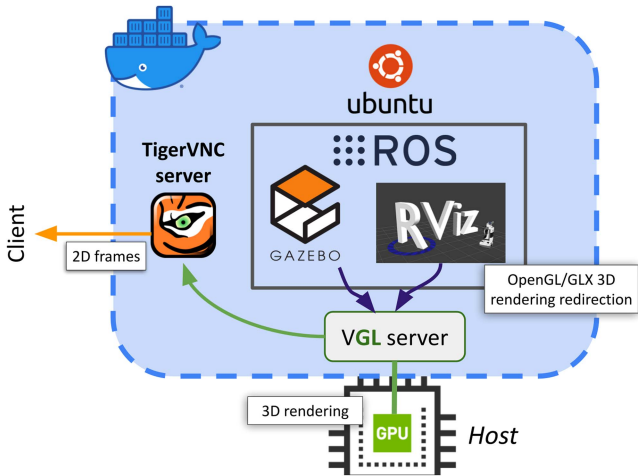 ubuntu
TigerVNC
server
ROS
GAZEBO
RViz
Client
2D frames
OpenGL/GLX 3D
rendering redirection
VGL server
3D rendering
GPU
Host